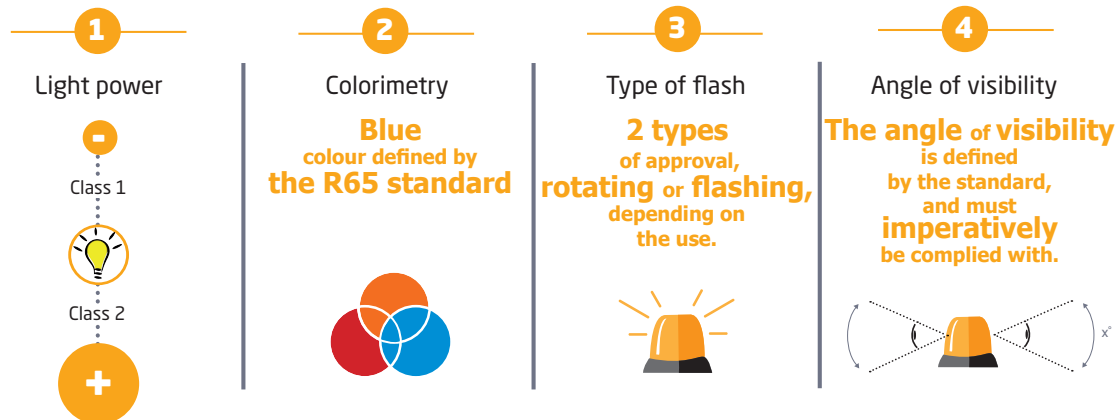 1
Light power
-
Class 1
Class 2
+
2
Colorimetry
Blue
colour defined by
the R65 standard
3
Type of flash
2 types
of approval,
rotating or flashing,
depending on
the use.
4
Angle of visibility
The angle of visibility
is defined
by the standard,
and must
imperatively
be complied with.
x°